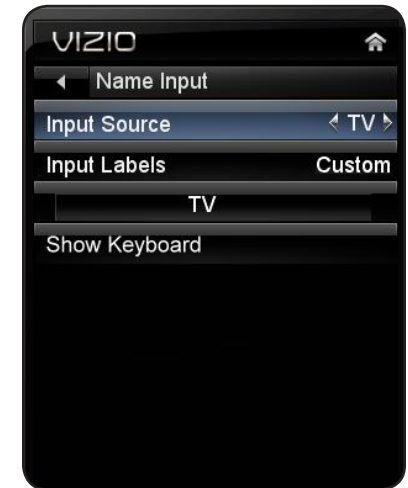 VIZIO
Name Input
Input Source TV
Input Labels Custom
TV
Show Keyboard